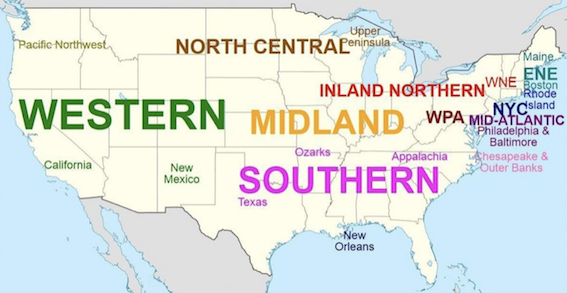 Pacific Northwest
NORTH CENTRAL
Upper
Peninsula
Maine
ENE
Boston
Rhode
Island
WNE
INLAND NORTHERN
NYC
WESTERN
MIDLAND
WPA
MID-ATLANTIC
Philadelphia &
Baltimore
Ozarks
Appalachia
Chesapeake &
Outer Banks
California
New
Mexico
SOUTHERN
Texas
New
Orleans